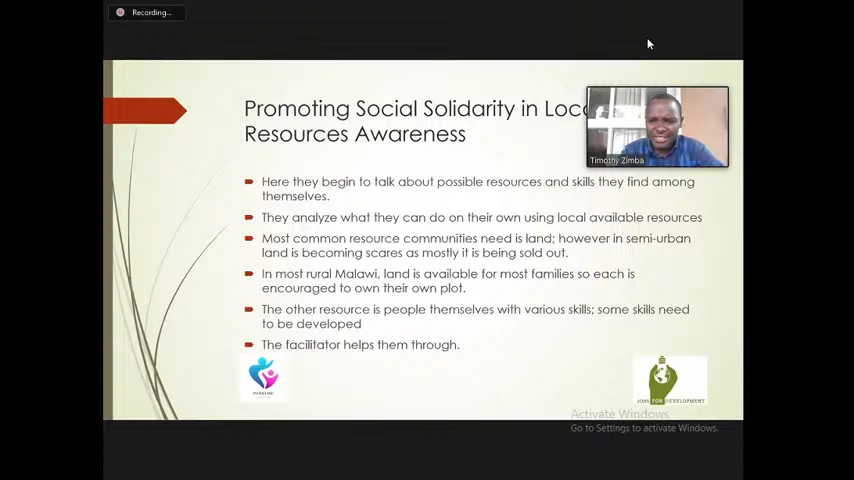 Recording...
Promoting Social Solidarity in Loc
Resources Awareness
Timothy Zimba
Here they begin to talk about possible resources and skills they find among
themselves.
They analyze what they can do on their own using local available resources
Most common resource communities need is land; however in semi-urban
land is becoming scares as mostly it is being sold out.
In most rural Malawi, land is available for most families so each is
encouraged to own their own plot.
The other resource is people themselves with various skills; some skills need
to be developed
The facilitator helps them through.
JOBS FOR DEVELOPMENT
Activate Windows
Go to Settings to activate Windows.